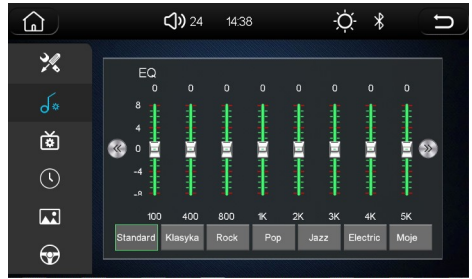 24 14:38
EQ
0 0 0 0 0 0 0 0
8
4
0
-4
-8
100 400 800 1K 2K 3K 4K 5K
Standard Klasyka Rock Pop Jazz Electric Moje